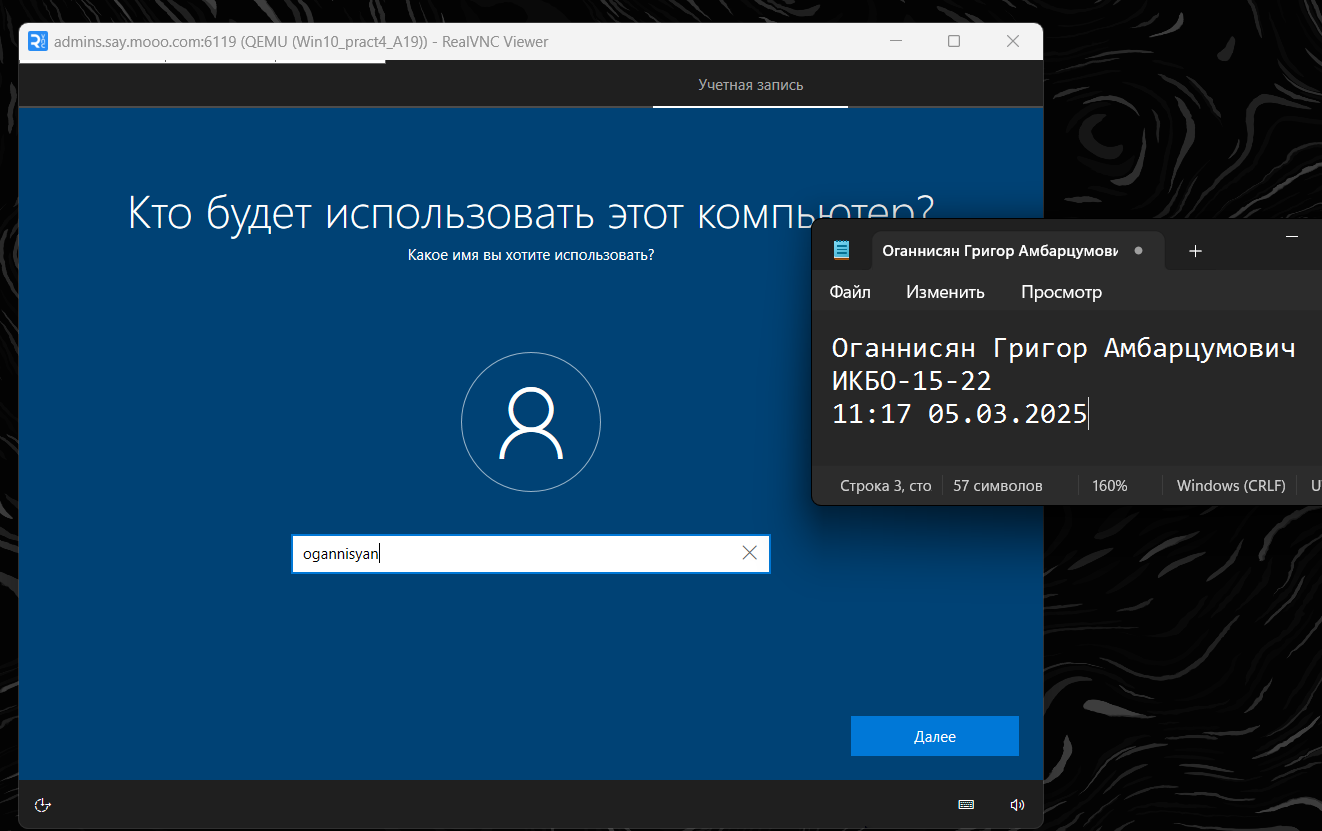 admins.say.mooo.com:6119 (QEMU (Win10_pract4_A19)) - RealVNC Viewer
Учетная запись
Кто будет использовать этот компьютер?
Какое имя вы хотите использовать?
ogannisyan
Далее
Оганнисян Григор Амбарцумови
Файл Изменить Просмотр
Оганнисян Григор Амбарцумович
ИКБО-15-22
11:17 05.03.2025
Строка 3, сто 57 символов 160% Windows (CRLF)